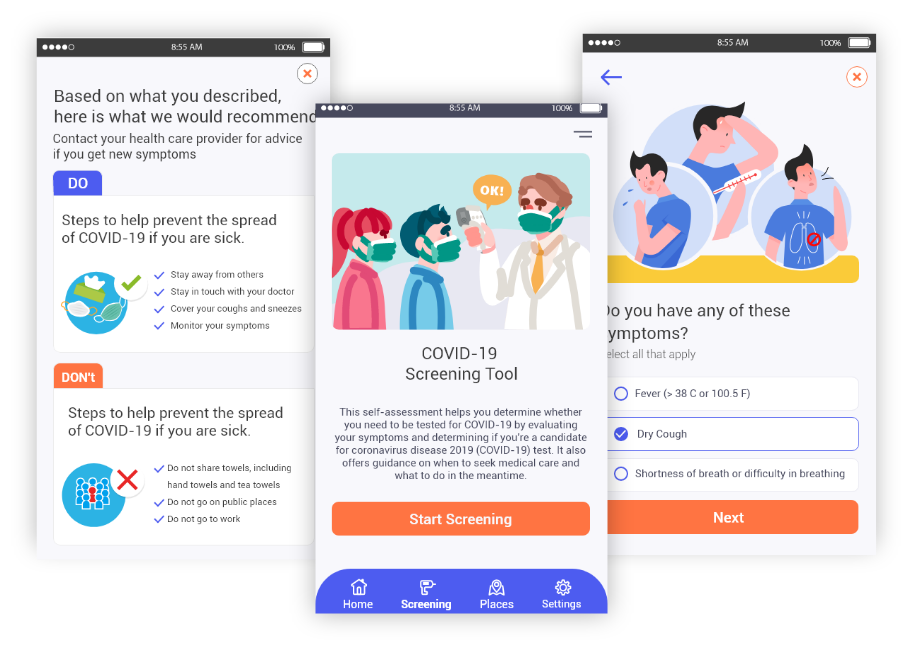 8:55 AM
100%
Based on what you described,
here is what we would recommend
Contact your health care provider for advice
if you get new symptoms
DO
Steps to help prevent the spread
of COVID-19 if you are sick.
Stay away from others
Stay in touch with your doctor
Cover your coughs and sneezes
Monitor your symptoms
DON't
Steps to help prevent the spread
of COVID-19 if you are sick.
Do not share towels, including
hand towels and tea towels
Do not go on public places
Do not go to work
8:55 AM
100%
OK!
COVID-19
Screening Tool
This self-assessment helps you determine whether
you need to be tested for COVID-19 by evaluating
your symptoms and determining if you're a candidate
for coronavirus disease 2019 (COVID-19) test. It also
offers guidance on when to seek medical care and
what to do in the meantime.
Start Screening
Home
Screening
Places
Settings
8:55 AM
100%
Do you have any of these
ymptoms?
elect all that apply
Fever (> 38 C or 100.5 F)
Dry Cough
Shortness of breath or difficulty in breathing
Next